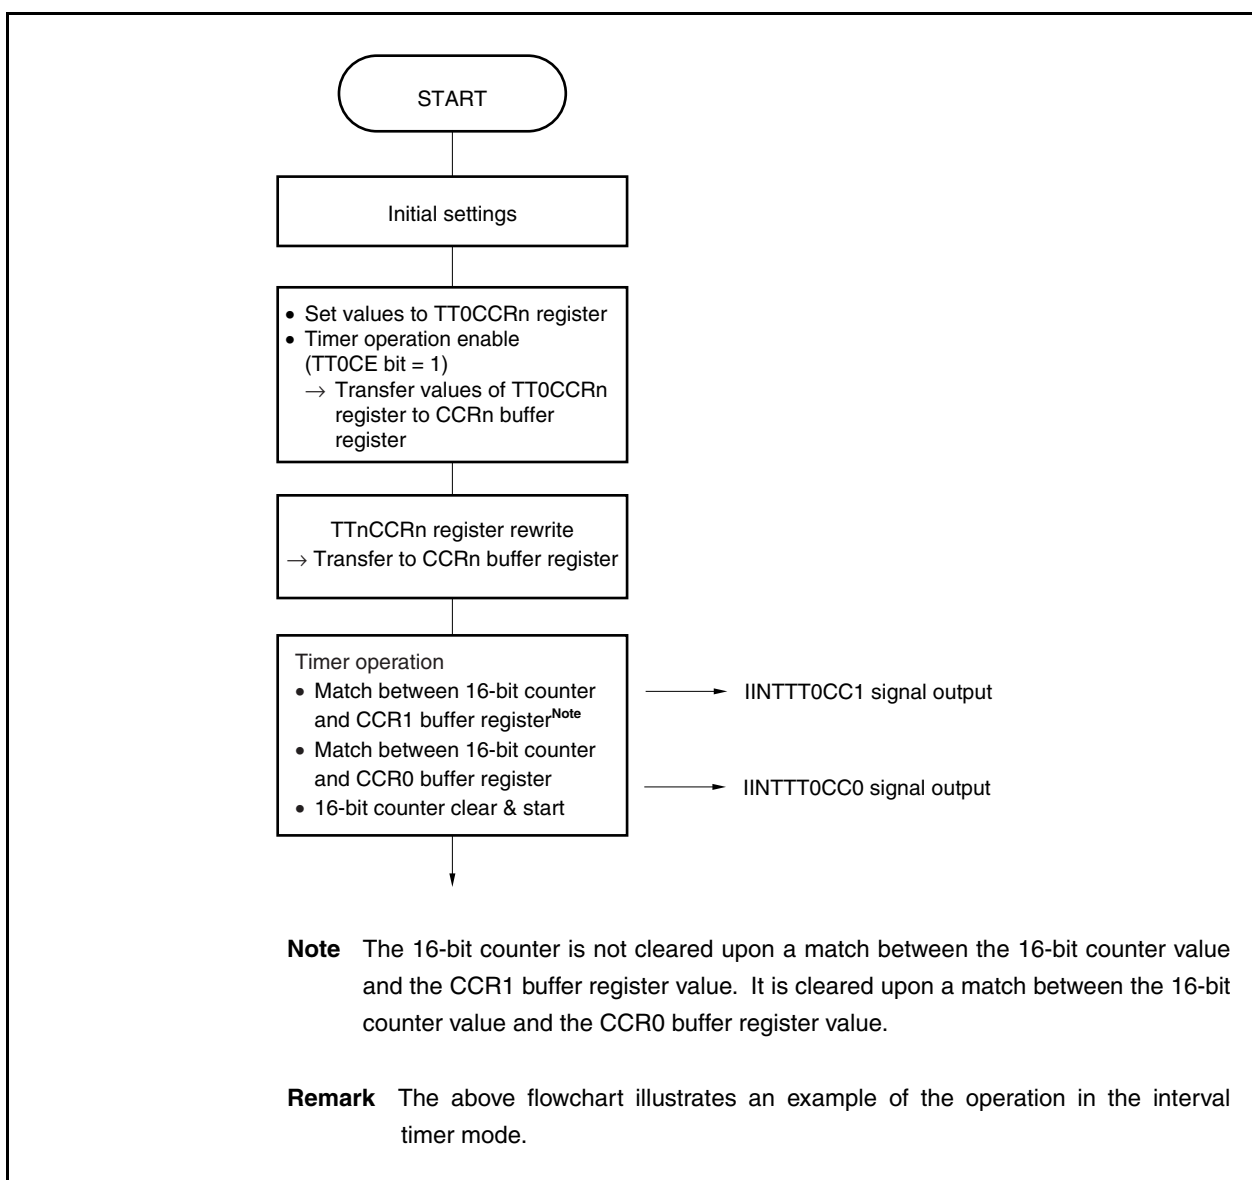 START
Initial settings
• Set values to TT0CCRn register
• Timer operation enable
(TT0CE bit = 1)
→ Transfer values of TT0CCRn
register to CCRn buffer
register
TTnCCRn register rewrite
→ Transfer to CCRn buffer register
Timer operation
• Match between 16-bit counter
and CCR1 buffer registerNote
IINTTT0CC1 signal output
• Match between 16-bit counter
and CCR0 buffer register
IINTTT0CC0 signal output
• 16-bit counter clear & start
Note The 16-bit counter is not cleared upon a match between the 16-bit counter value
and the CCR1 buffer register value. It is cleared upon a match between the 16-bit
counter value and the CCR0 buffer register value.
Remark The above flowchart illustrates an example of the operation in the interval
timer mode.